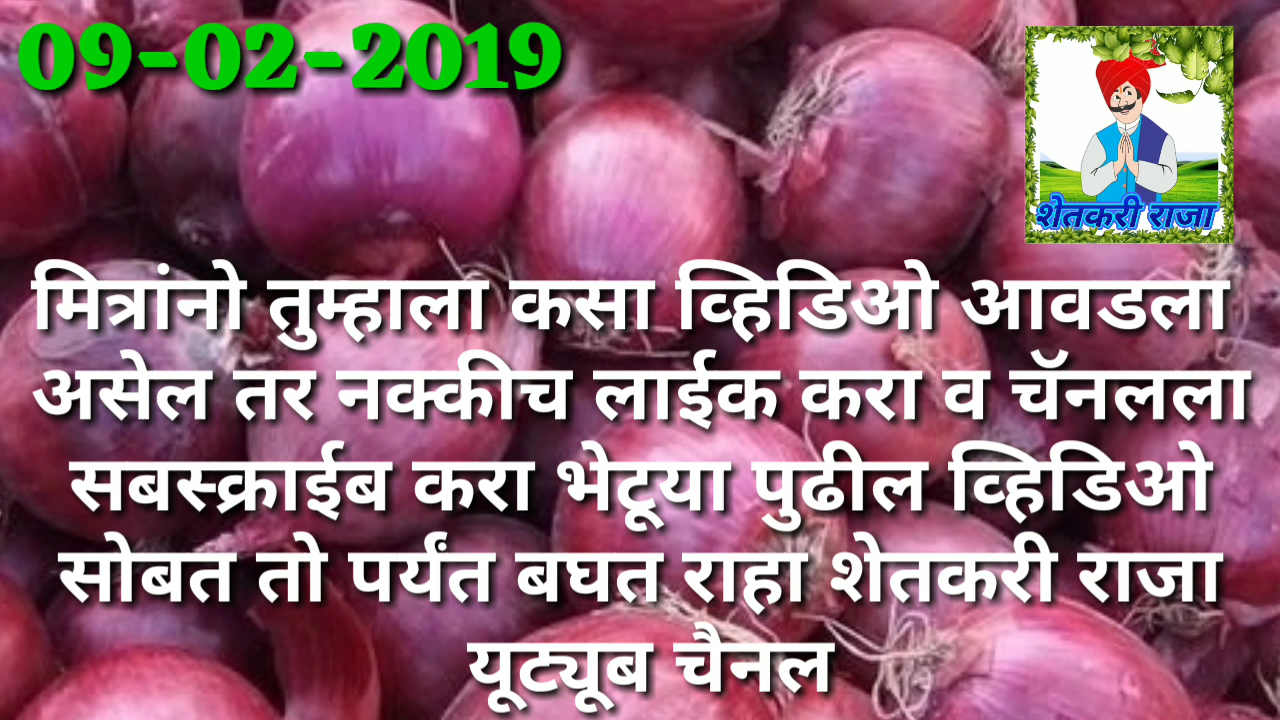 09-02-2019
शेतकरी राजा
मित्रांनो तुम्हाला कसा व्हिडिओ आवडला
असेल तर नक्कीच लाईक करा व चॅनलला
सबस्क्राईब करा भेटूया पुढील व्हिडिओ
सोबत तो पर्यंत बघत राहा शेतकरी राजा
यूट्यूब चैनल